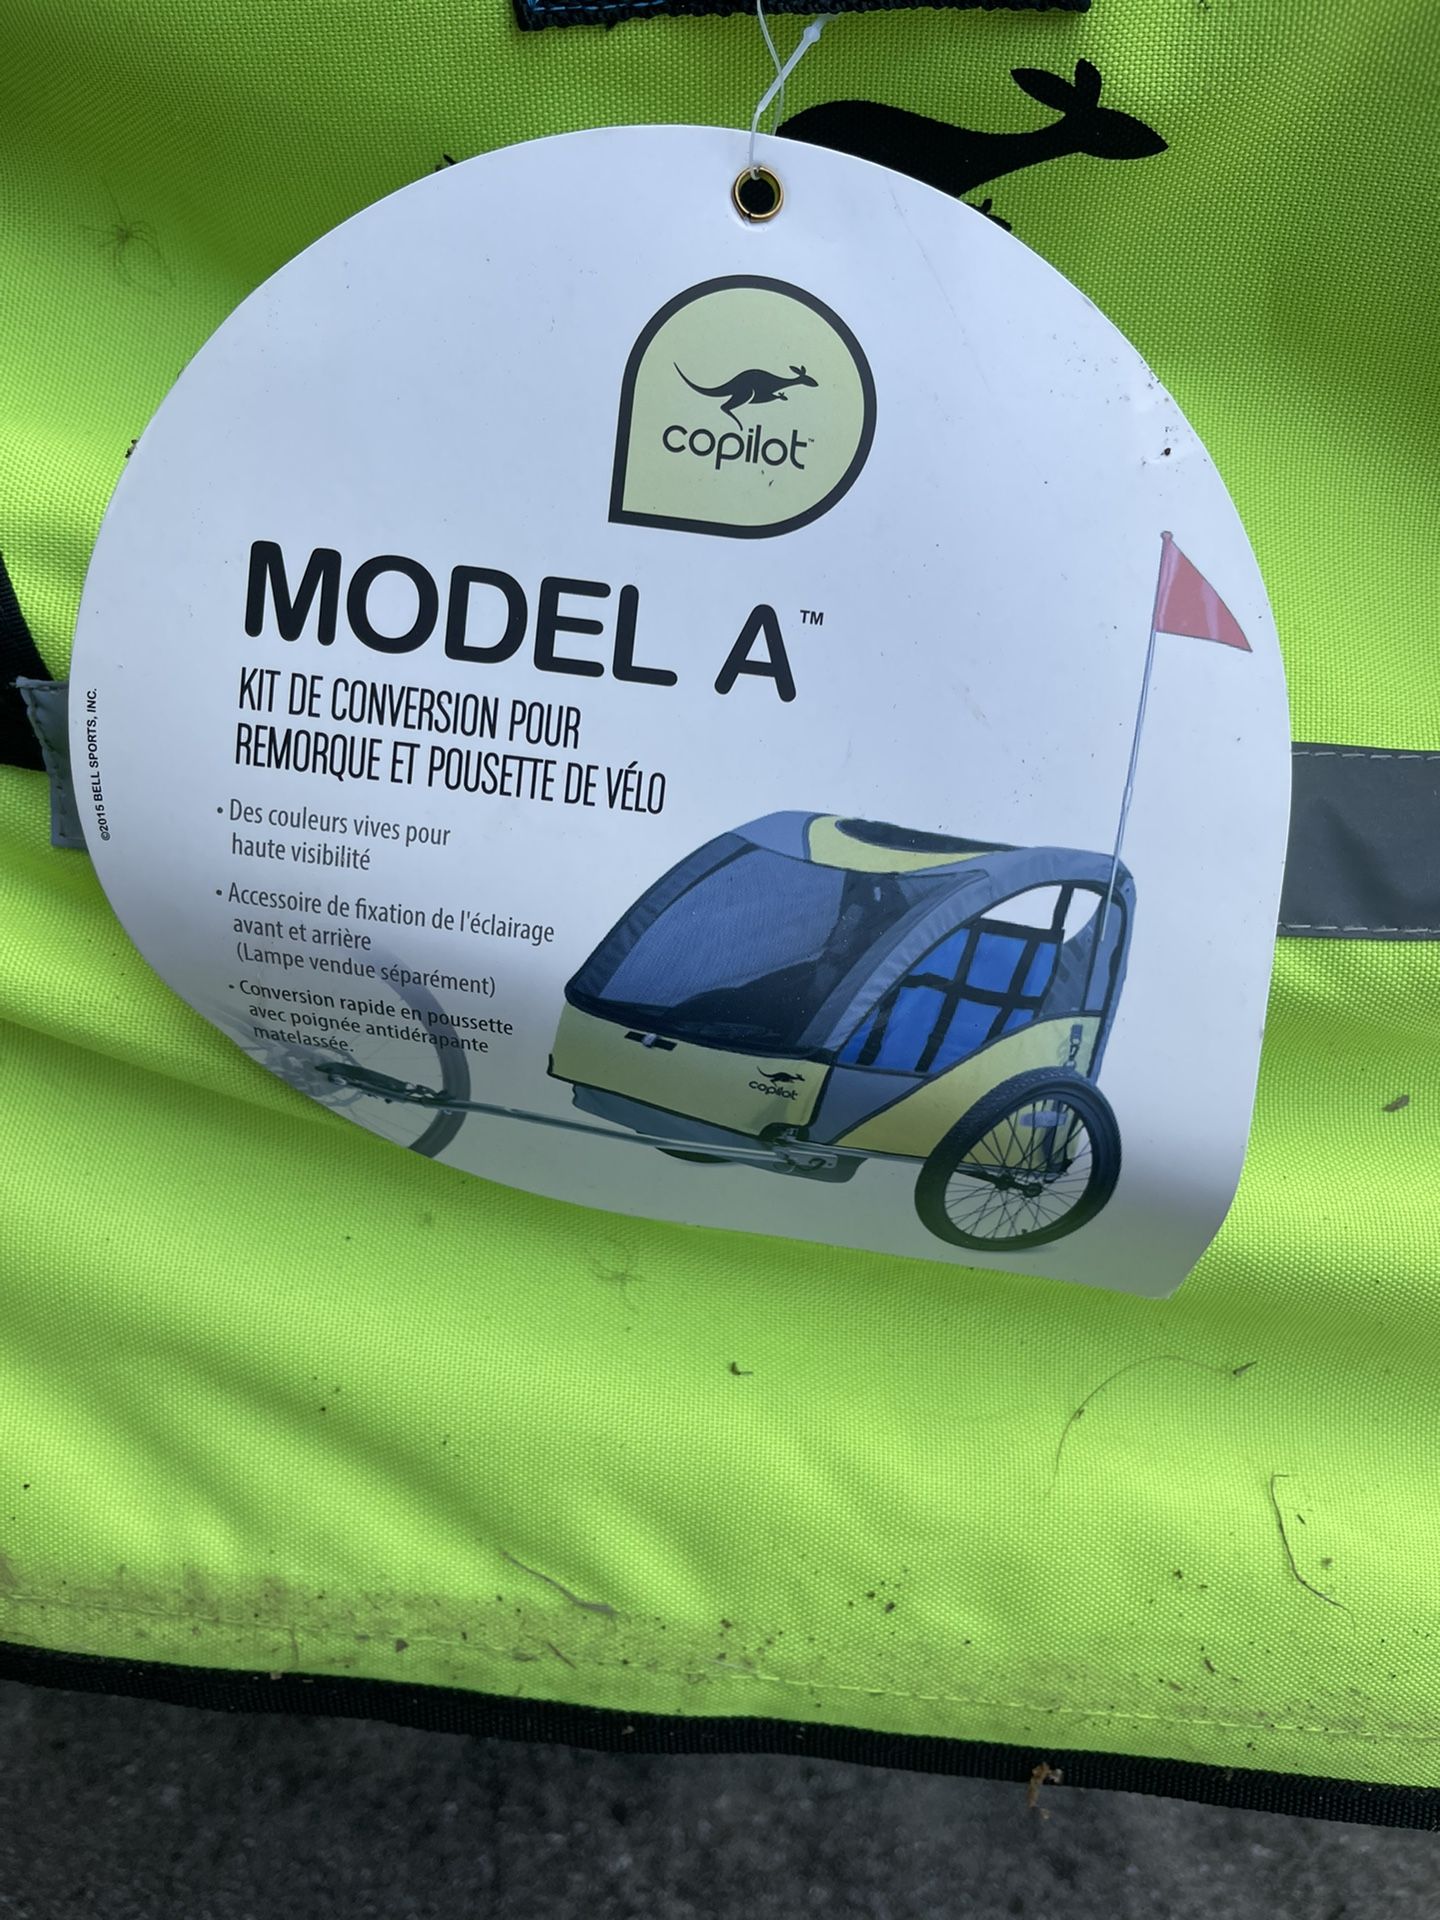 copilot™
MODEL A™
KIT DE CONVERSION POUR
REMORQUE ET POUSETTE DE VÉLO
• Des couleurs vives pour
haute visibilité
• Accessoire de fixation de l'éclairage
avant et arrière
(Lampe vendue séparément)
• Conversion rapide en poussette
avec poignée antidérapante
matelassée.
©2015 BELL SPORTS, INC.
copilot